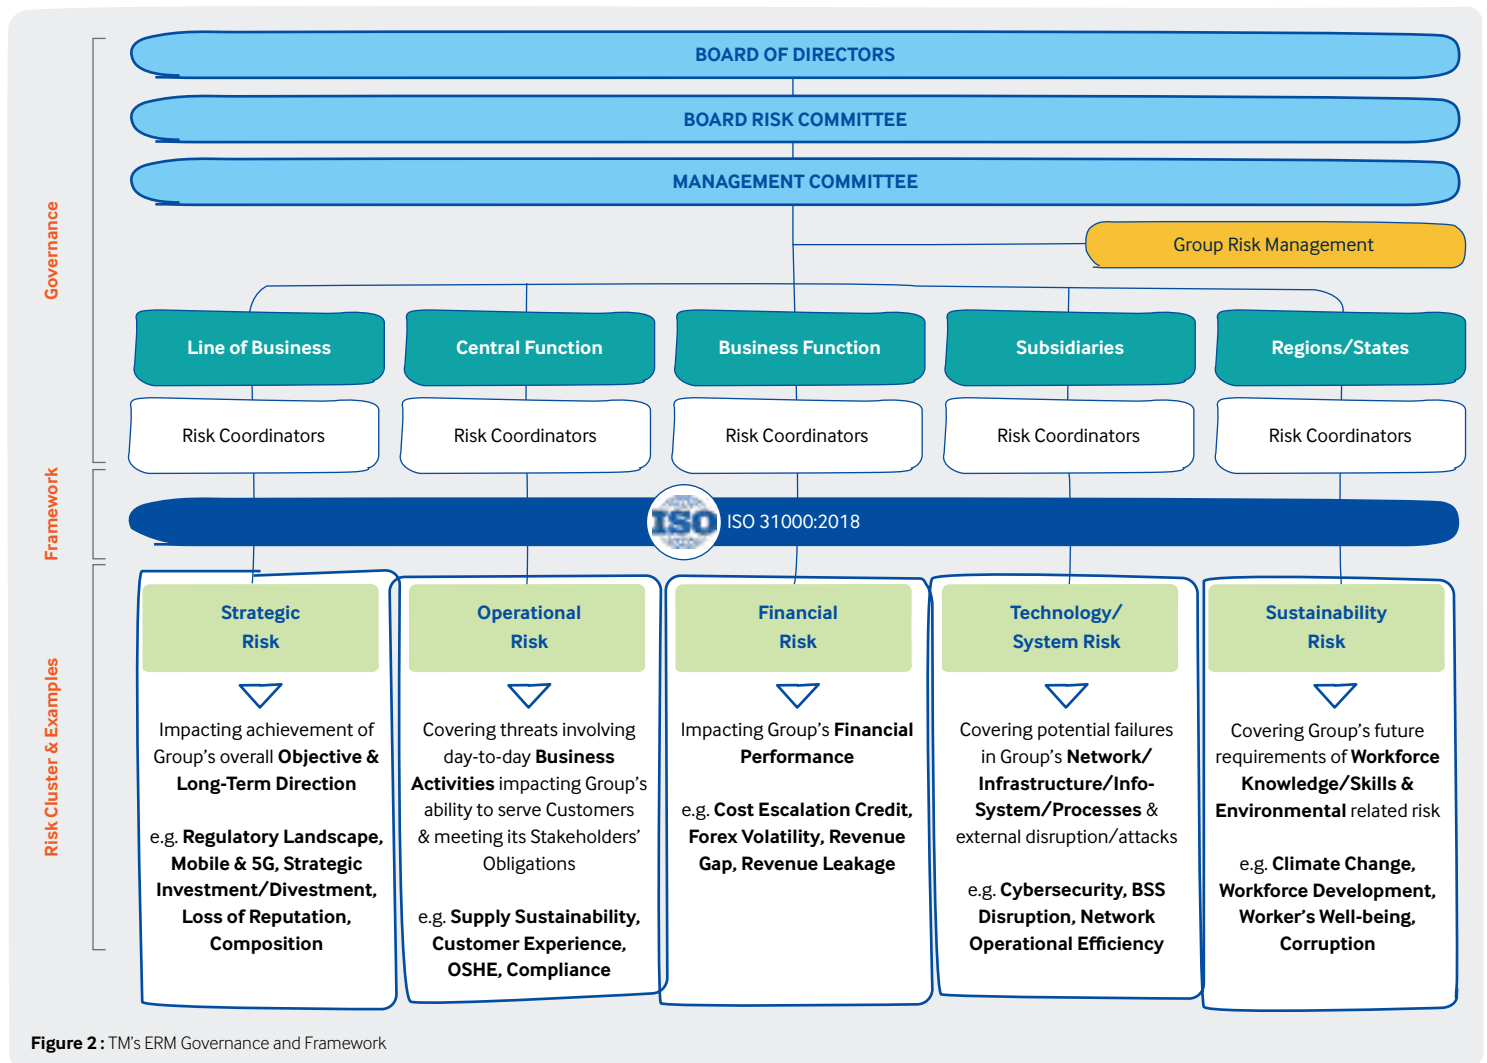 Governance
BOARD OF DIRECTORS
BOARD RISK COMMITTEE
MANAGEMENT COMMITTEE
Group Risk Management
Line of Business
Central Function
Business Function
Subsidiaries
Regions/States
Risk Coordinators
Risk Coordinators
Risk Coordinators
Risk Coordinators
Risk Coordinators
Framework
ISO
ISO 31000:2018
Risk Cluster & Examples
Strategic
Risk
Impacting achievement of
Group's overall Objective &
Long-Term Direction
e.g. Regulatory Landscape,
Mobile & 5G, Strategic
Investment/Divestment,
Loss of Reputation,
Composition
Operational
Risk
Covering threats involving
day-to-day Business
Activities impacting Group's
ability to serve Customers
& meeting its Stakeholders'
Obligations
e.g. Supply Sustainability,
Customer Experience,
OSHE, Compliance
Financial
Risk
Impacting Group's Financial
Performance
e.g. Cost Escalation Credit,
Forex Volatility, Revenue
Gap, Revenue Leakage
Technology/
System Risk
Covering potential failures
in Group's Network/
Infrastructure/Info-
System/Processes &
external disruption/attacks
e.g. Cybersecurity, BSS
Disruption, Network
Operational Efficiency
Sustainability
Risk
Covering Group's future
requirements of Workforce
Knowledge/Skills &
Environmental related risk
e.g. Climate Change,
Workforce Development,
Worker's Well-being,
Corruption
Figure 2 : TM's ERM Governance and Framework